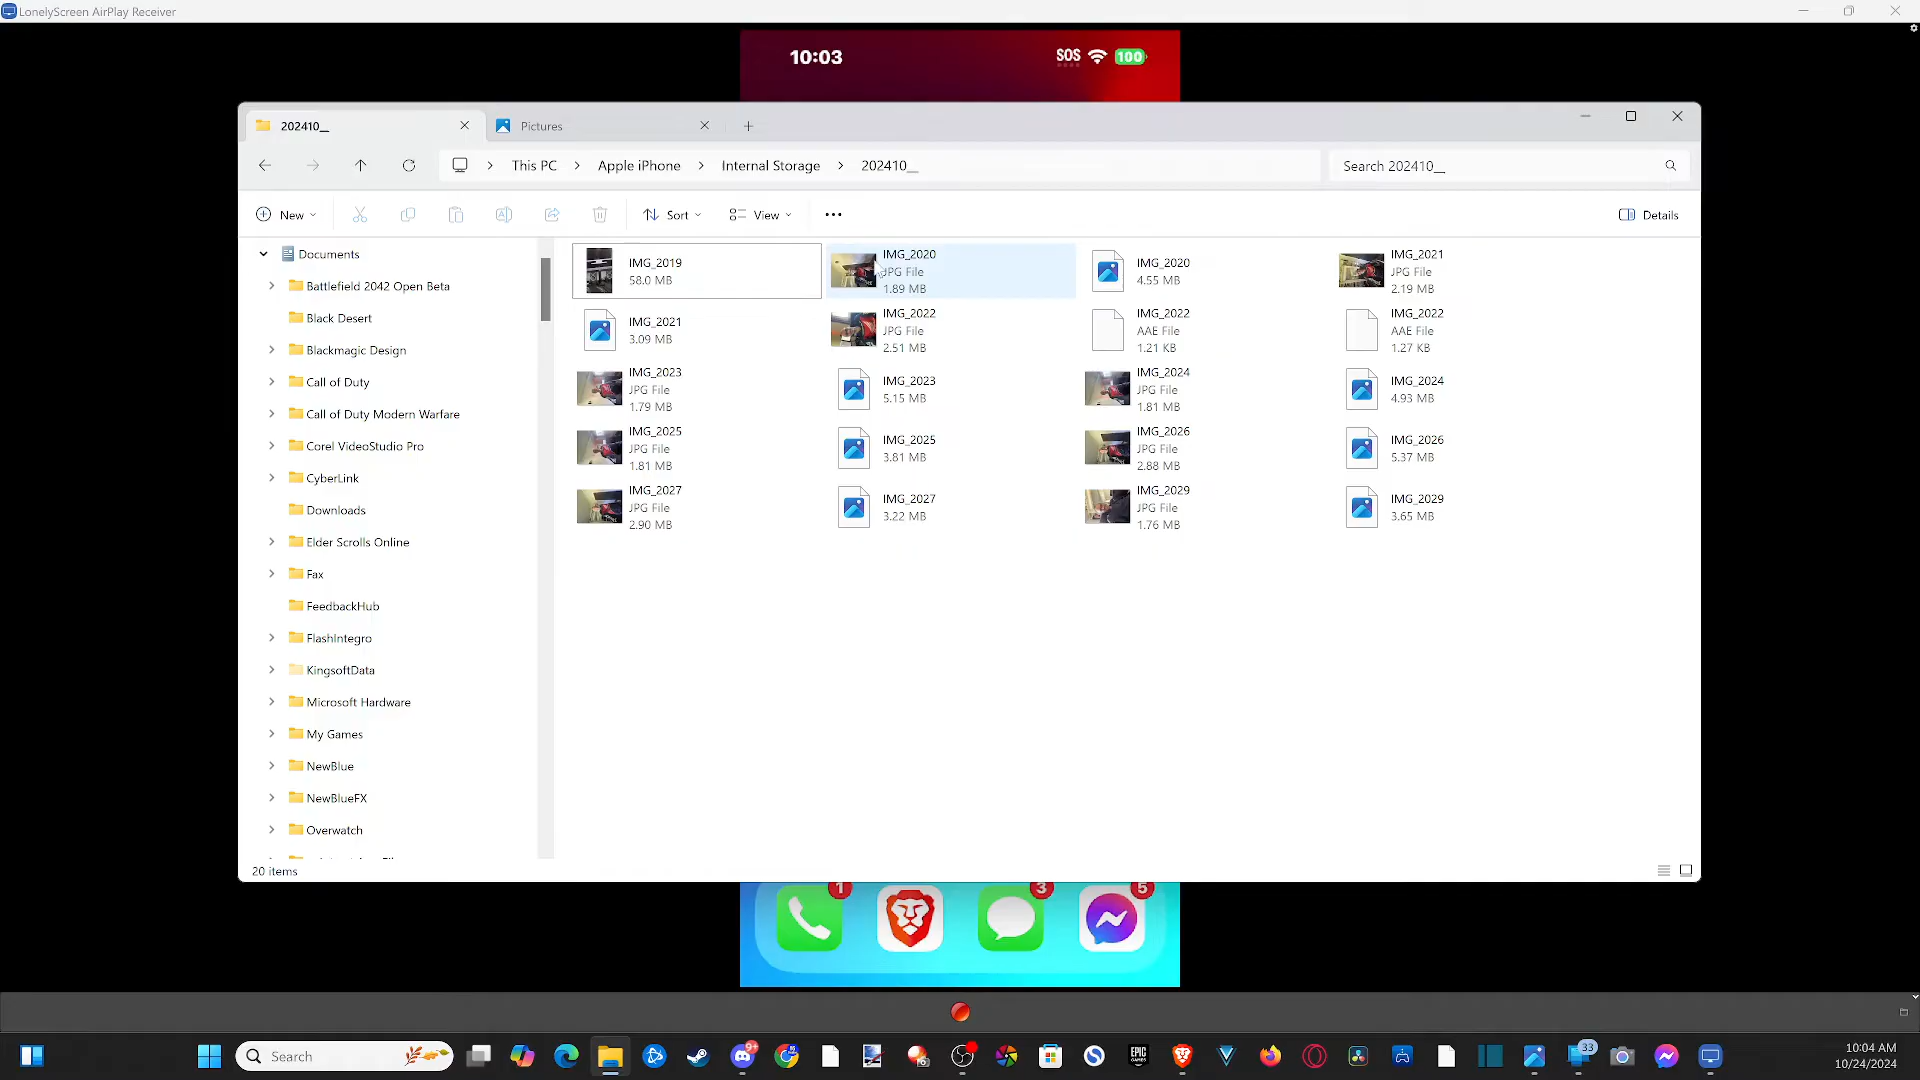 LonelyScreen AirPlay Receiver
10:03
SOS
100
202410__
Pictures
This PC
Apple iPhone
Internal Storage
202410__
Search 202410__
New
Sort
View
Details
Documents
Battlefield 2042 Open Beta
Black Desert
Blackmagic Design
Call of Duty
Call of Duty Modern Warfare
Corel VideoStudio Pro
CyberLink
Downloads
Elder Scrolls Online
Fax
FeedbackHub
FlashIntegro
KingsoftData
Microsoft Hardware
My Games
NewBlue
NewBlueFX
Overwatch
IMG_2019
58.0 MB
IMG_2020
JPG File
1.89 MB
IMG_2020
4.55 MB
IMG_2021
JPG File
2.19 MB
IMG_2021
3.09 MB
IMG_2022
JPG File
2.51 MB
IMG_2022
AAE File
1.21 KB
IMG_2022
AAE File
1.27 KB
IMG_2023
JPG File
1.79 MB
IMG_2023
5.15 MB
IMG_2024
JPG File
1.81 MB
IMG_2024
4.93 MB
IMG_2025
JPG File
1.81 MB
IMG_2025
3.81 MB
IMG_2026
JPG File
2.88 MB
IMG_2026
5.37 MB
IMG_2027
JPG File
2.90 MB
IMG_2027
3.22 MB
IMG_2029
JPG File
1.76 MB
IMG_2029
3.65 MB
20 items
1
3
5
Search
9+
EPIC
GAMES
33
10:04 AM
10/24/2024